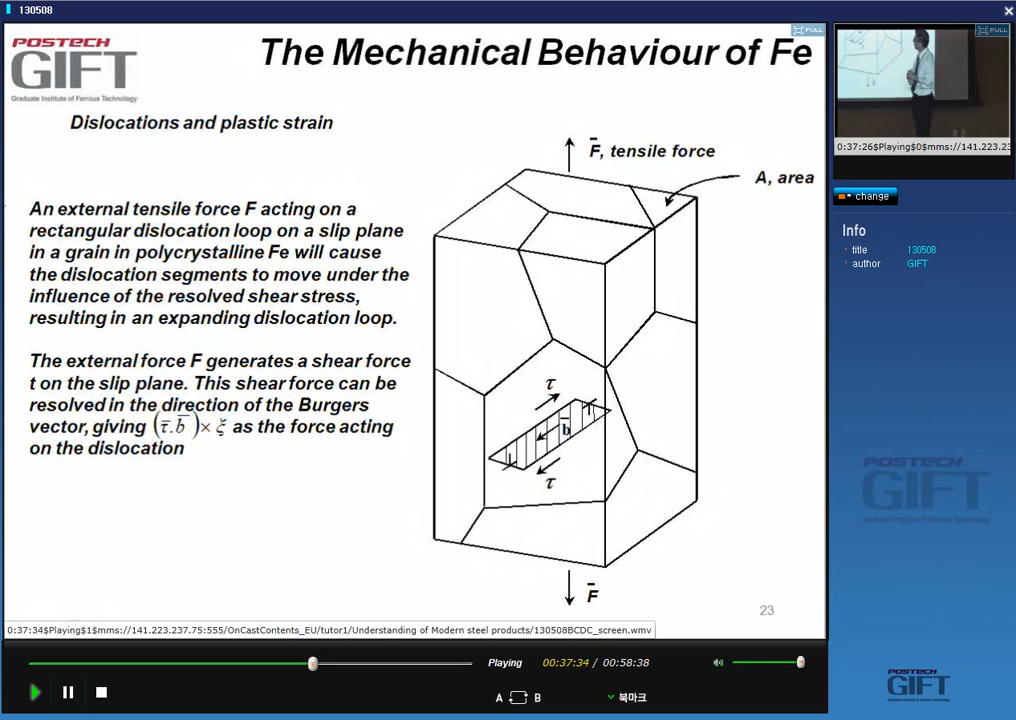 130508
POSTECH
GIFT
Graduate Institute of Ferrous Technology
The Mechanical Behaviour of Fe
FULL
Dislocations and plastic strain
F̄, tensile force
A, area
An external tensile force F acting on a
rectangular dislocation loop on a slip plane
in a grain in polycrystalline Fe will cause
the dislocation segments to move under the
influence of the resolved shear stress,
resulting in an expanding dislocation loop.
The external force F generates a shear force
t on the slip plane. This shear force can be
resolved in the direction of the Burgers
vector, giving (τ̄.b̄)× ξ as the force acting
on the dislocation
τ
b̄
τ
F̄
23
0:37:34$Playing$1$mms://141.223.237.75:555/OnCastContents_EU/tutor1/Understanding of Modern steel products/130508BCDC_screen.wmv
Playing
00:37:34 / 00:58:38
A B
북마크
FULL
0:37:26$Playing$0$mms://141.223.23
change
Info
title 130508
author GIFT
POSTECH
GIFT
Graduate Institute of Ferrous Technology
POSTECH
GIFT